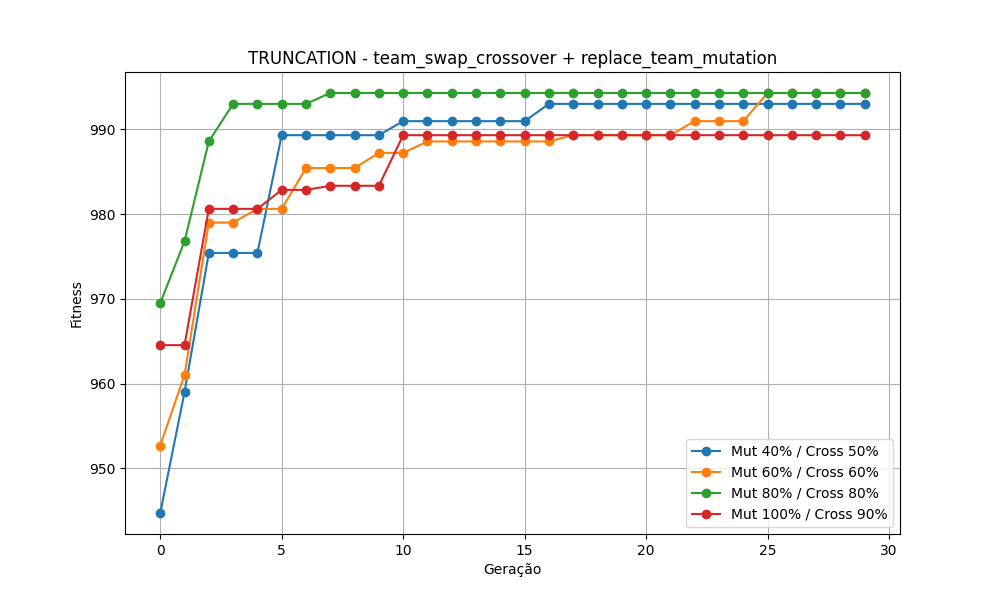 TRUNCATION - team_swap_crossover + replace_team_mutation
Fitness
990
980
970
960
950
0 5 10 15 20 25 30
Geração
Mut 40% / Cross 50%
Mut 60% / Cross 60%
Mut 80% / Cross 80%
Mut 100% / Cross 90%